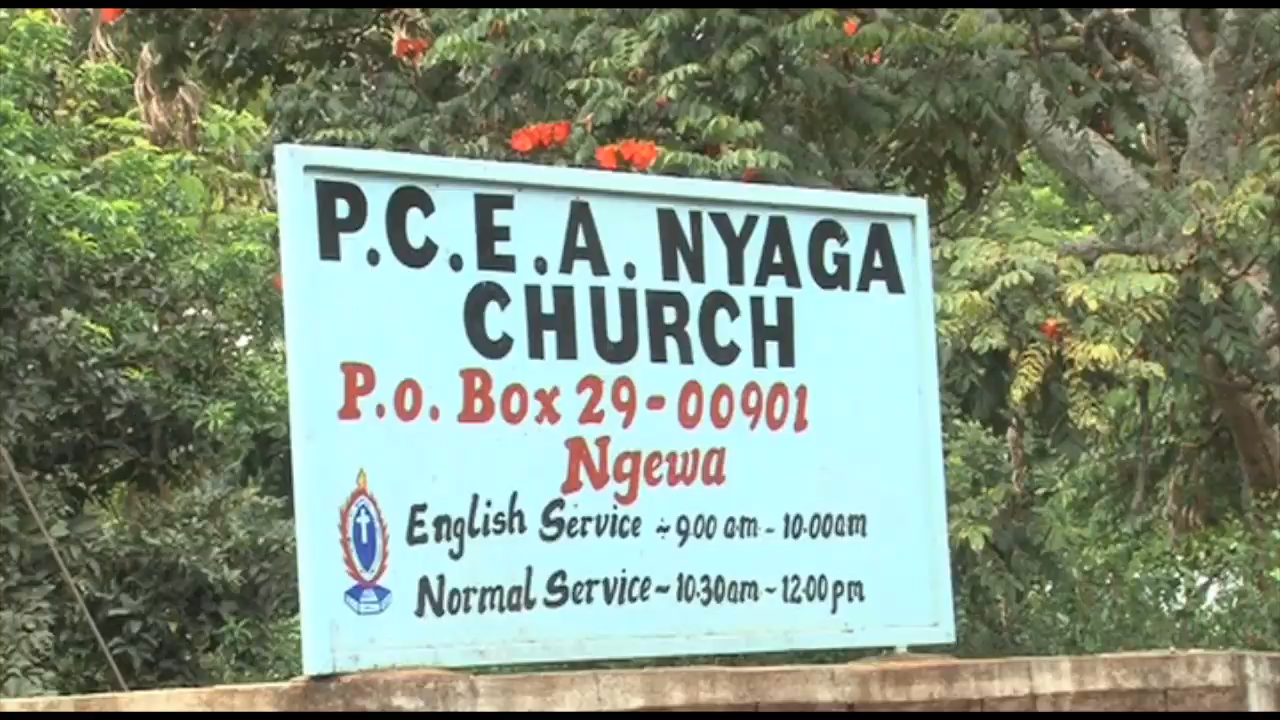 P.C.E.A. NYAGA
CHURCH
P.o. Box 29-00901
Ngewa
English Service ~ 9.00 a.m - 10.00am
Normal Service ~ 10.30am ~ 12.00 pm